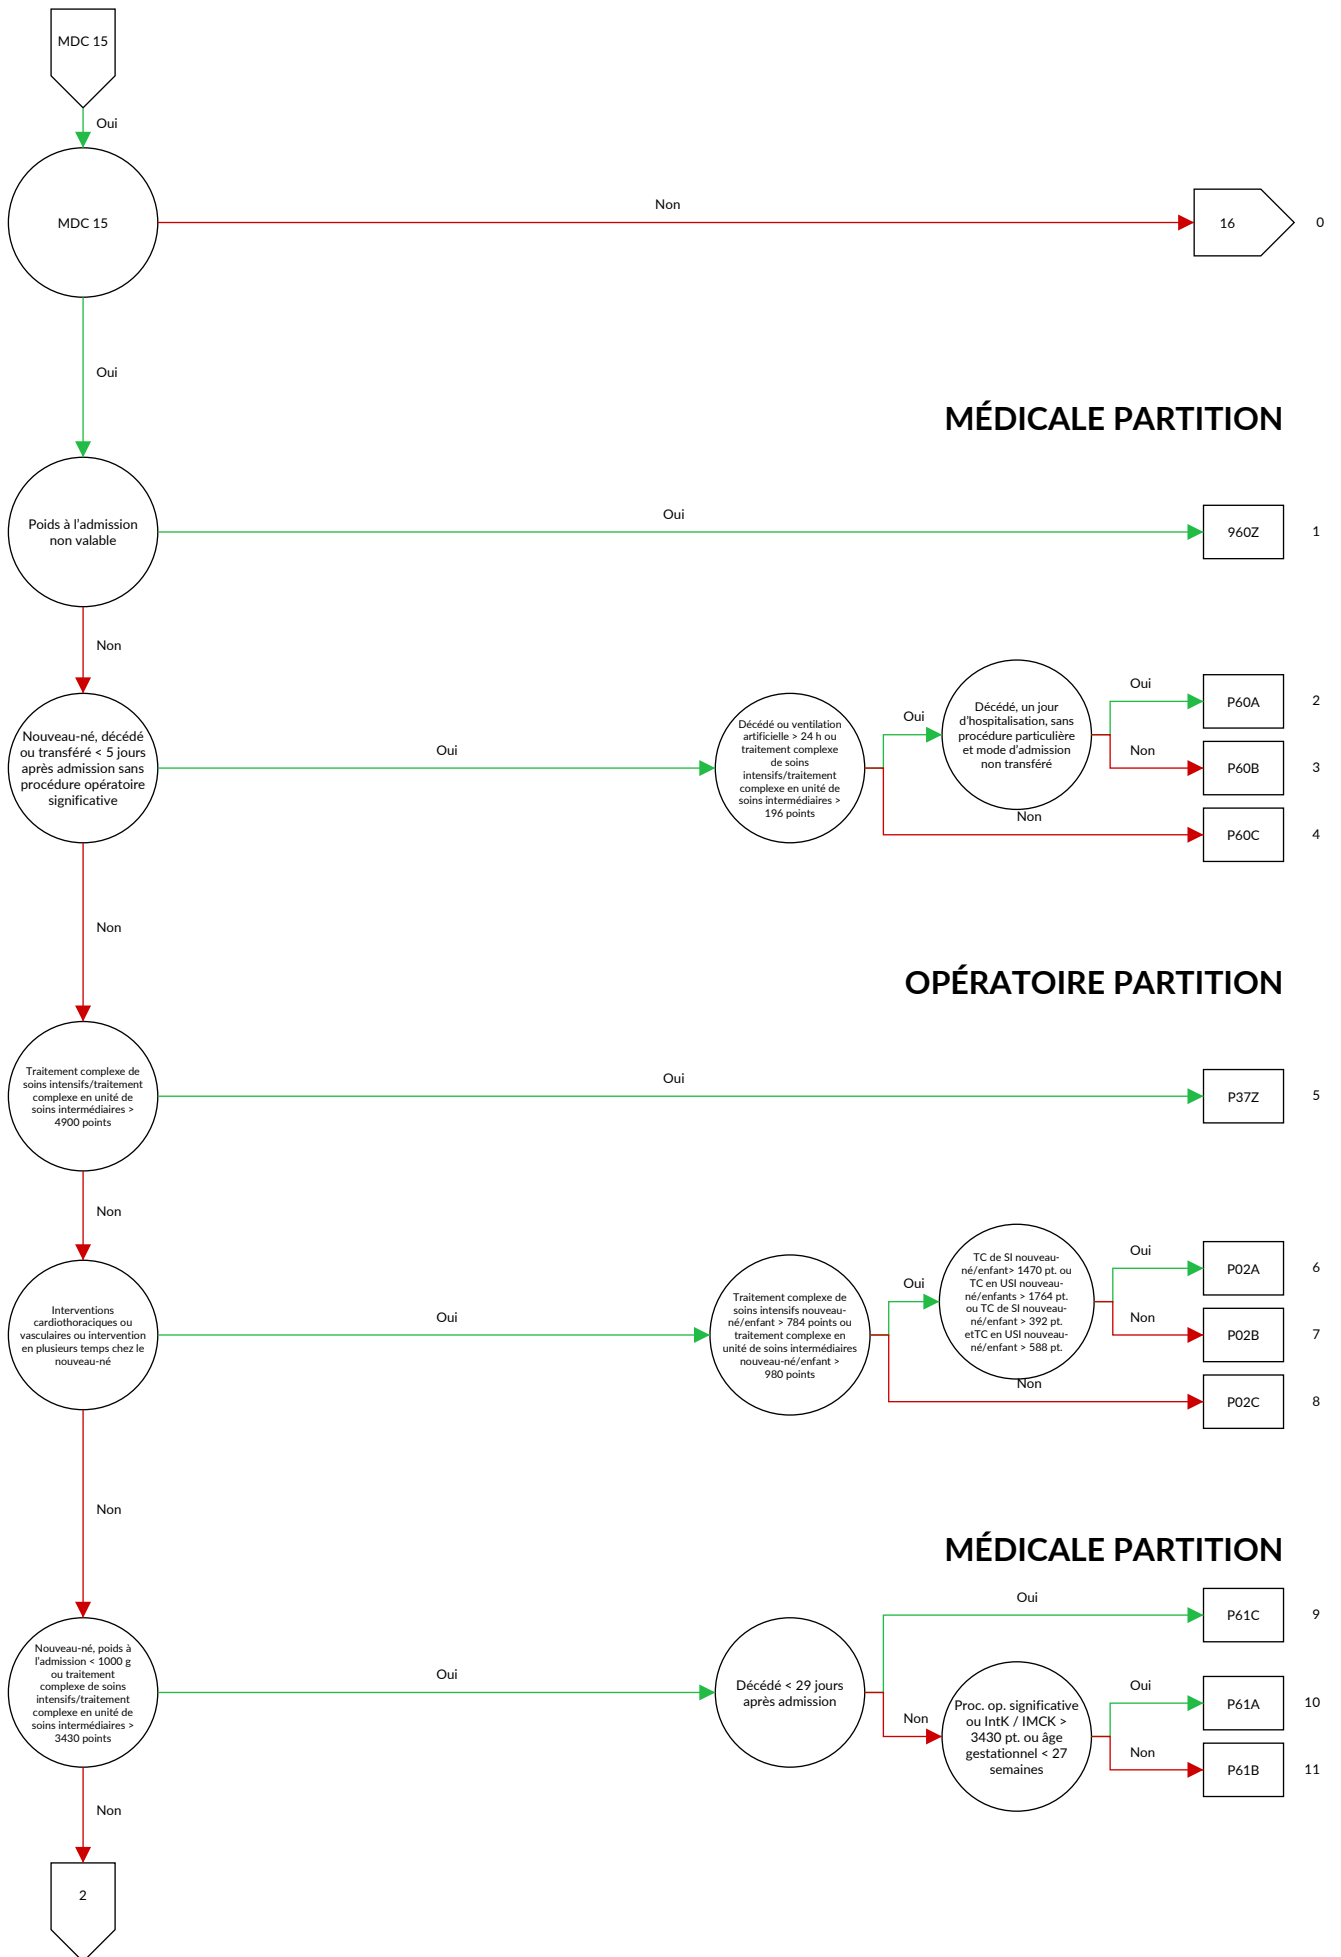 MDC 15
Oui
MDC 15
Non
16
0
Oui
MÉDICALE PARTITION
Poids à l'admission
non valable
Oui
960Z
1
Non
Nouveau-né, décédé
ou transféré < 5 jours
après admission sans
procédure opératoire
significative
Oui
Décédé ou ventilation
artificielle > 24 h ou
traitement complexe
de soins
intensifs/traitement
complexe en unité de
soins intermédiaires >
196 points
Oui
Décédé, un jour
d'hospitalisation, sans
procédure particulière
et mode d'admission
non transféré
Oui
P60A
2
Non
P60B
3
Non
P60C
4
Non
OPÉRATOIRE PARTITION
Traitement complexe de
soins intensifs/traitement
complexe en unité de
soins intermédiaires >
4900 points
Oui
P37Z
5
Non
Interventions
cardiothoraciques ou
vasculaires ou intervention
en plusieurs temps chez le
nouveau-né
Oui
Traitement complexe de
soins intensifs nouveau-
né/enfant > 784 points ou
traitement complexe en
unité de soins intermédiaires
nouveau-né/enfant >
980 points
Oui
TC de SI nouveau-
né/enfant> 1470 pt. ou
TC en USI nouveau-
né/enfants > 1764 pt.
ou TC de SI nouveau-
né/enfant > 392 pt.
etTC en USI nouveau-
né/enfant > 588 pt.
Oui
P02A
6
Non
P02B
7
Non
P02C
8
Non
MÉDICALE PARTITION
Nouveau-né, poids à
l'admission < 1000 g
ou traitement
complexe de soins
intensifs/traitement
complexe en unité de
soins intermédiaires >
3430 points
Oui
Décédé < 29 jours
après admission
Oui
P61C
9
Non
Proc. op. significative
ou IntK / IMCK >
3430 pt. ou âge
gestationnel < 27
semaines
Oui
P61A
10
Non
P61B
11
Non
2